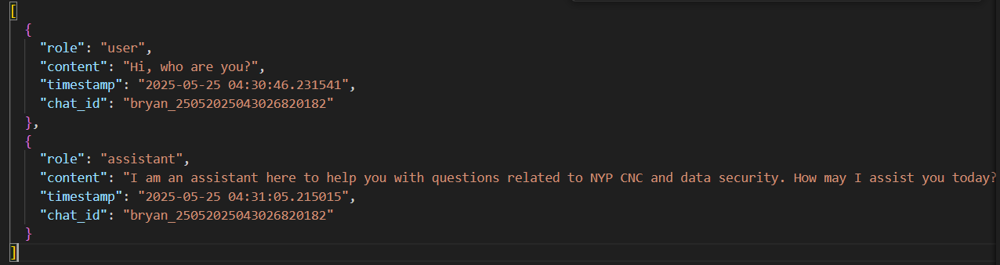 [
  {
    "role": "user",
    "content": "Hi, who are you?",
    "timestamp": "2025-05-25 04:30:46.231541",
    "chat_id": "bryan_25052025043026820182"
  },
  {
    "role": "assistant",
    "content": "I am an assistant here to help you with questions related to NYP CNC and data security. How may I assist you today?
    "timestamp": "2025-05-25 04:31:05.215015",
    "chat_id": "bryan_25052025043026820182"
  }
]